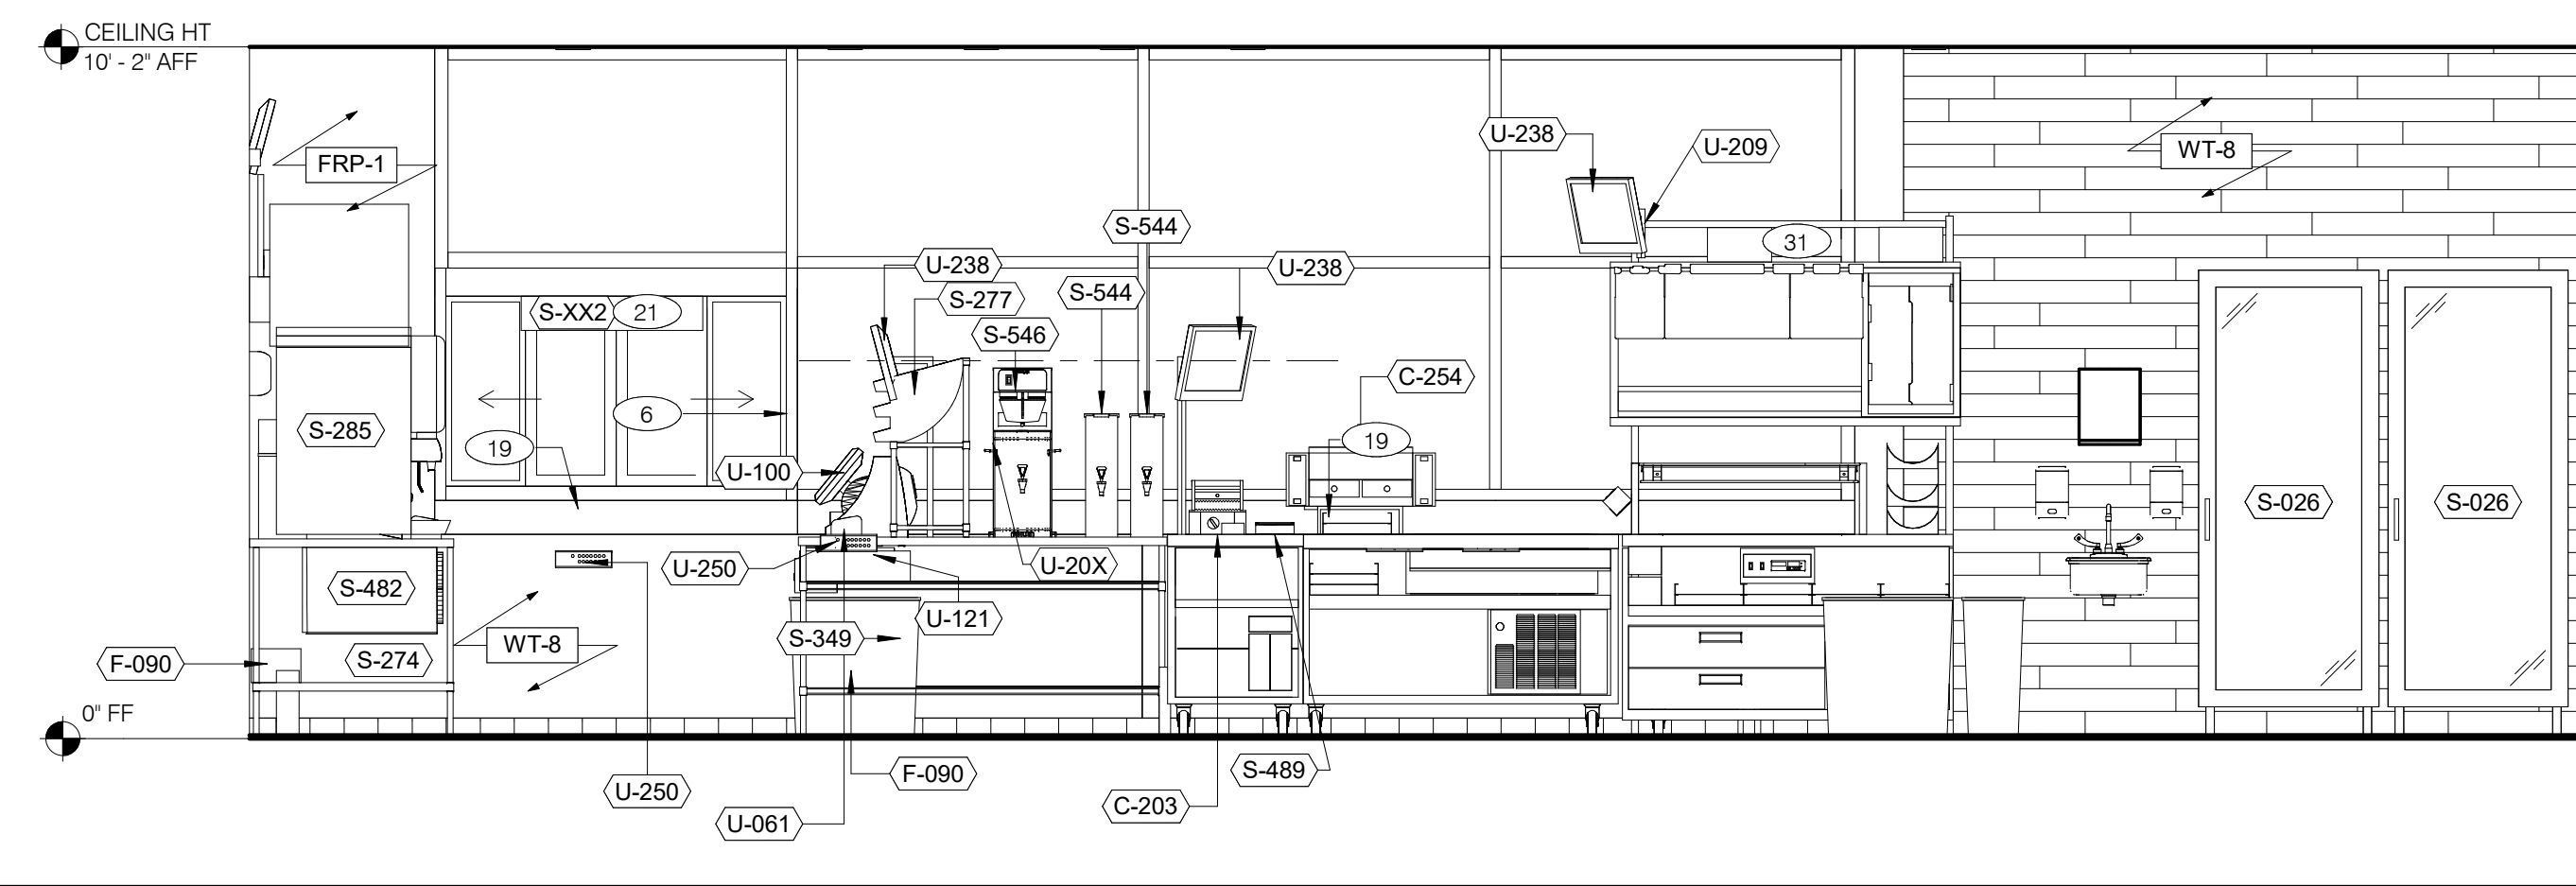 CEILING HT
10' - 2" AFF
FRP-1
U-238
U-209
WT-8
S-544
31
U-238
U-238
S-277
S-544
S-XX2
21
S-546
C-254
6
S-285
19
19
U-100
S-026
S-026
U-250
U-20X
S-482
U-121
S-349
WT-8
F-090
S-274
0" FF
F-090
S-489
U-250
C-203
U-061